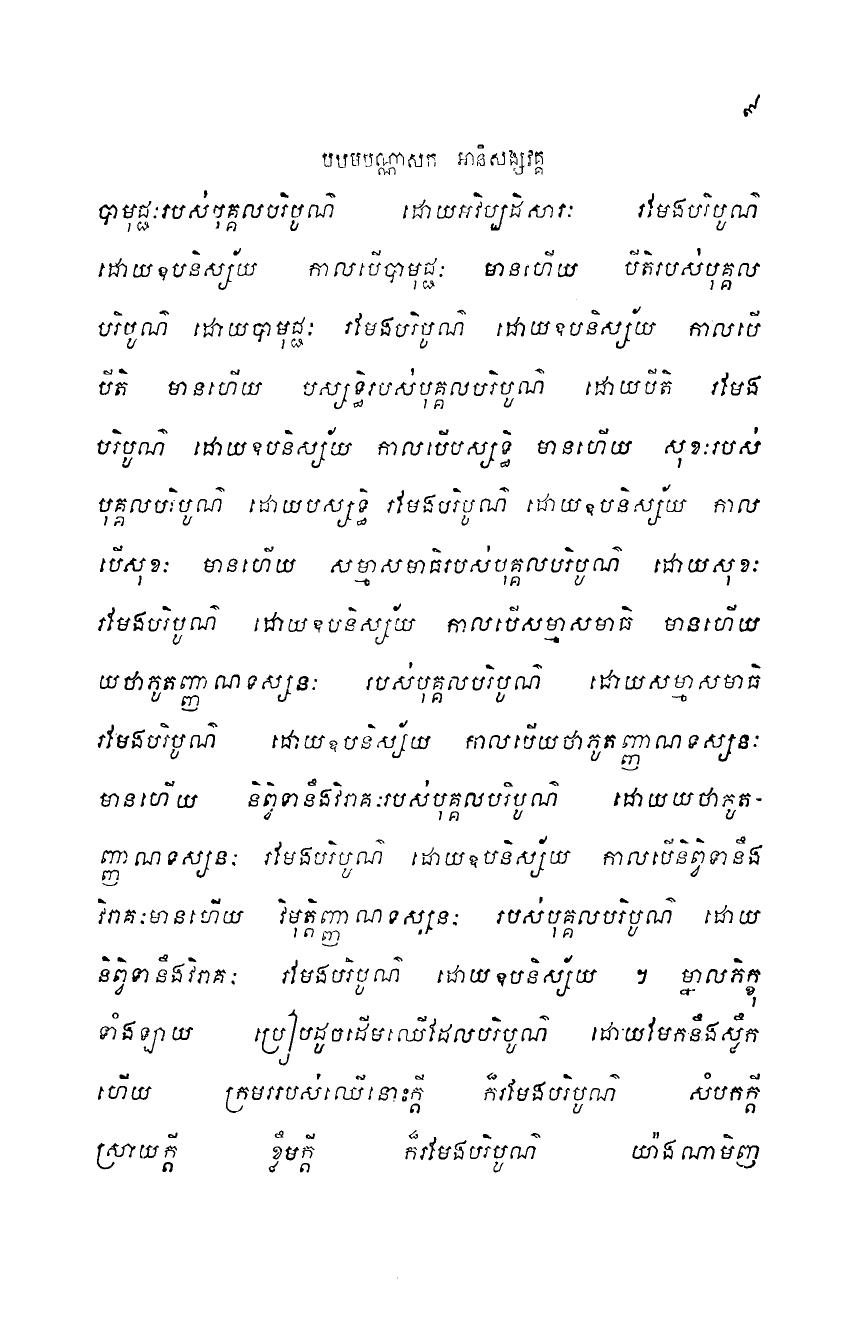 ៩
បឋមបណ្ណាសក អានិសង្សវគ្គ
បាមុជ្ជៈរបស់បុគ្គលបរិបូណ៌ ដោយអវិប្បដិសារៈ រមែងបរិបូណ៌
ដោយឧបនិស្ស័យ កាលបើបាមុជ្ជៈ មានហើយ បីតិរបស់បុគ្គល
បរិបូណ៌ ដោយបាមុជ្ជៈ រមែងបរិបូណ៌ ដោយឧបនិស្ស័យ កាលបើ
បីតិ មានហើយ បស្សទ្ធិរបស់បុគ្គលបរិបូណ៌ ដោយបីតិ រមែង
បរិបូណ៌ ដោយឧបនិស្ស័យ កាលបើបស្សទ្ធិ មានហើយ សុខៈរបស់
បុគ្គលបរិបូណ៌ ដោយបស្សទ្ធិ រមែងបរិបូណ៌ ដោយឧបនិស្ស័យ កាល
បើសុខៈ មានហើយ សម្មាសមាធិរបស់បុគ្គលបរិបូណ៌ ដោយសុខៈ
រមែងបរិបូណ៌ ដោយឧបនិស្ស័យ កាលបើសម្មាសមាធិ មានហើយ
យថាភូតញ្ញាណទស្សនៈ របស់បុគ្គលបរិបូណ៌ ដោយសម្មាសមាធិ
រមែងបរិបូណ៌ ដោយឧបនិស្ស័យ កាលបើយថាភូតញ្ញាណទស្សនៈ
មានហើយ និព្វិទានឹងវិរាគៈរបស់បុគ្គលបរិបូណ៌ ដោយយថាភូត-
ញ្ញាណទស្សនៈ រមែងបរិបូណ៌ ដោយឧបនិស្ស័យ កាលបើនិព្វិទានឹង
វិរាគៈមានហើយ វិមុត្តិញ្ញាណទស្សនៈ របស់បុគ្គលបរិបូណ៌ ដោយ
និព្វិទានឹងវិរាគៈ រមែងបរិបូណ៌ ដោយឧបនិស្ស័យ ។ ម្នាលភិក្ខុ
ទាំងឡាយ ប្រៀបដូចដើមឈើដែលបរិបូណ៌ ដោយមែកនឹងស្លឹក
ហើយ ក្រមររបស់ឈើនោះក្តី ក៏រមែងបរិបូណ៌ សំបកក្តី
ស្រាយក្តី ខ្លឹមក្តី ក៏រមែងបរិបូណ៌ យ៉ាងណាមិញ